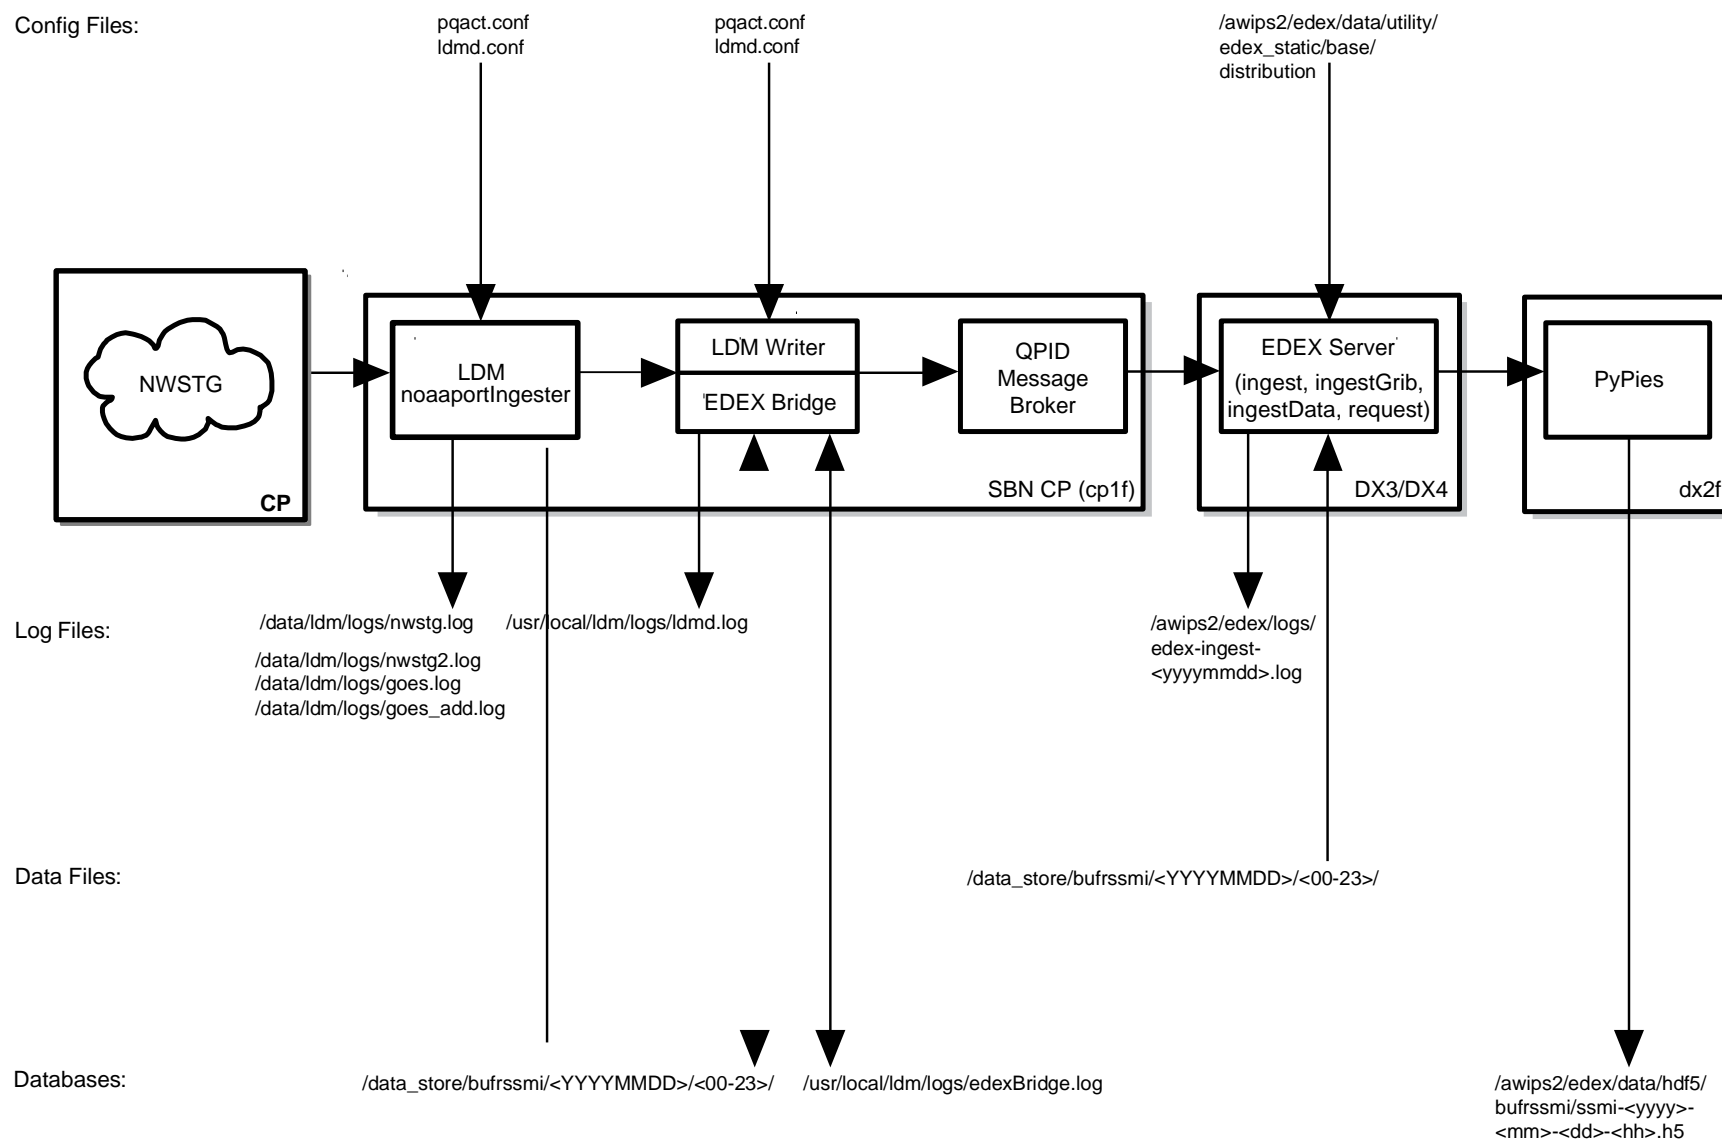 Config Files:
pqact.conf
ldmd.conf
pqact.conf
ldmd.conf
/awips2/edex/data/utility/
edex_static/base/
distribution
NWSTG
CP
LDM
noaaportIngester
LDM Writer
EDEX Bridge
QPID
Message
Broker
SBN CP (cp1f)
EDEX Server
(ingest, ingestGrib,
ingestData, request)
DX3/DX4
PyPies
dx2f
Log Files:
/data/ldm/logs/nwstg.log
/data/ldm/logs/nwstg2.log
/data/ldm/logs/goes.log
/data/ldm/logs/goes_add.log
/usr/local/ldm/logs/ldmd.log
/awips2/edex/logs/
edex-ingest-
<yyyymmdd>.log
Data Files:
/data_store/bufrssmi/<YYYYMMDD>/<00-23>/
Databases:
/data_store/bufrssmi/<YYYYMMDD>/<00-23>/
/usr/local/ldm/logs/edexBridge.log
/awips2/edex/data/hdf5/
bufrssmi/ssmi-<yyyy>-
<mm>-<dd>-<hh>.h5